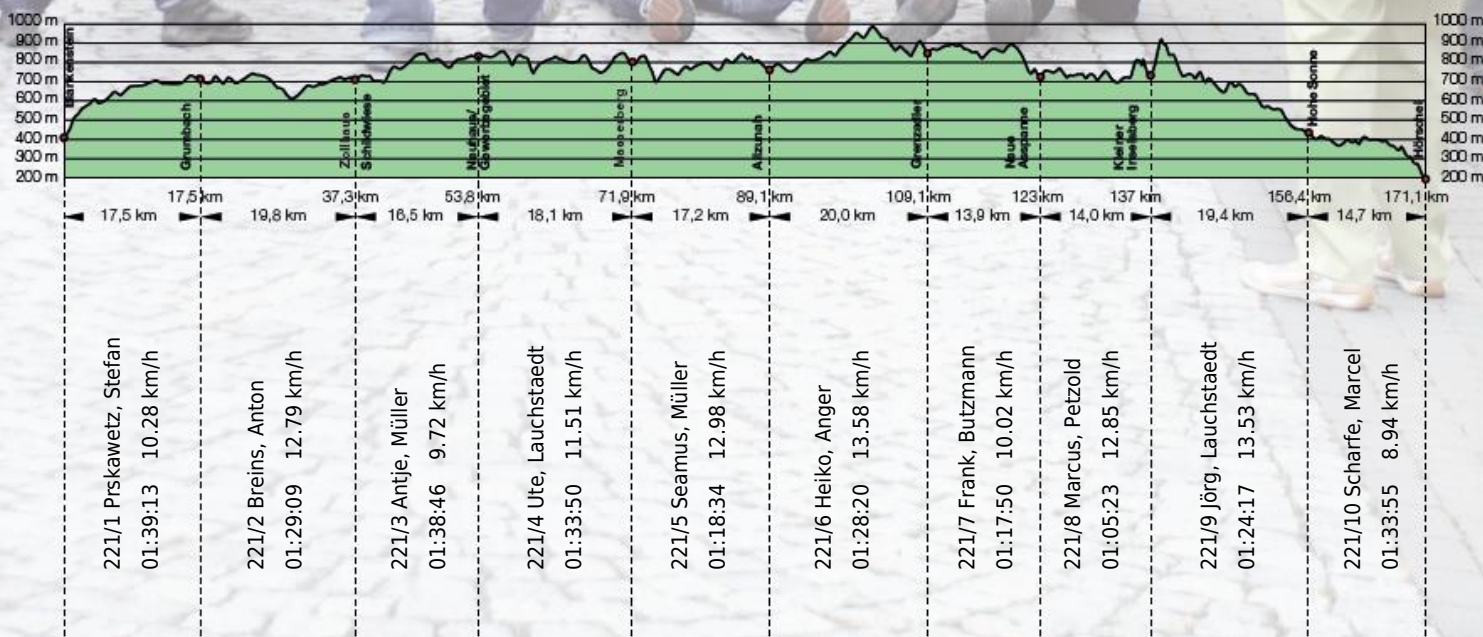 1000 m 1000 m
900 m 900 m
800 m 800 m
700 m 700 m
600 m 600 m
500 m 500 m
400 m 400 m
300 m 300 m
200 m 200 m
Blankenstein
Grumbach
Schildwiese
Neuhaus/
Masserberg
Allzunah
Grenzadler
Neue
Kleiner
Inselsberg
Hohe Sonne
Hörschel
17,5 km 37,3 km 53,8 km 71,9 km 89,1 km 109,1 km 123 km 137 km 156,4 km 171,1 km
17,5 km 19,8 km 16,5 km 18,1 km 17,2 km 20,0 km 13,9 km 14,0 km 19,4 km 14,7 km
221/1 Prskawetz, Stefan
01:39:13 10.28 km/h
221/2 Breins, Anton
01:29:09 12.79 km/h
221/3 Antje, Müller
01:38:46 9.72 km/h
221/4 Ute, Lauchstaedt
01:33:50 11.51 km/h
221/5 Seamus, Müller
01:18:34 12.98 km/h
221/6 Heiko, Anger
01:28:20 13.58 km/h
221/7 Frank, Butzmann
01:17:50 10.02 km/h
221/8 Marcus, Petzold
01:05:23 12.85 km/h
221/9 Jörg, Lauchstaedt
01:24:17 13.53 km/h
221/10 Scharfe, Marcel
01:33:55 8.94 km/h